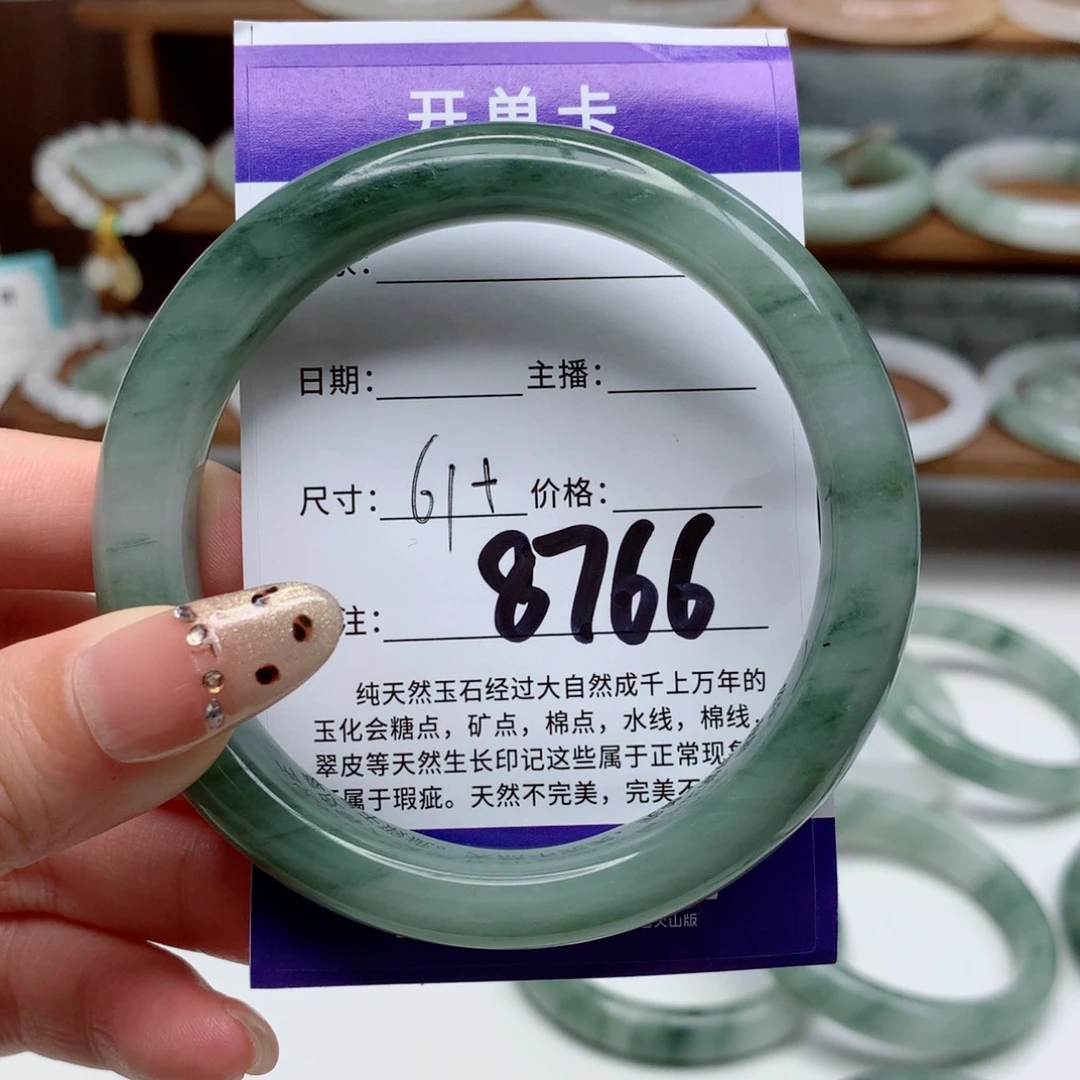 开单卡
日期： 主播：
尺寸：61+ 价格：
注： 8766
纯天然玉石经过大自然成千上万年的
玉化会糖点，矿点，棉点，水线，棉线，
翠皮等天然生长印记这些属于正常现象
属于瑕疵。天然不完美，完美不
火山版